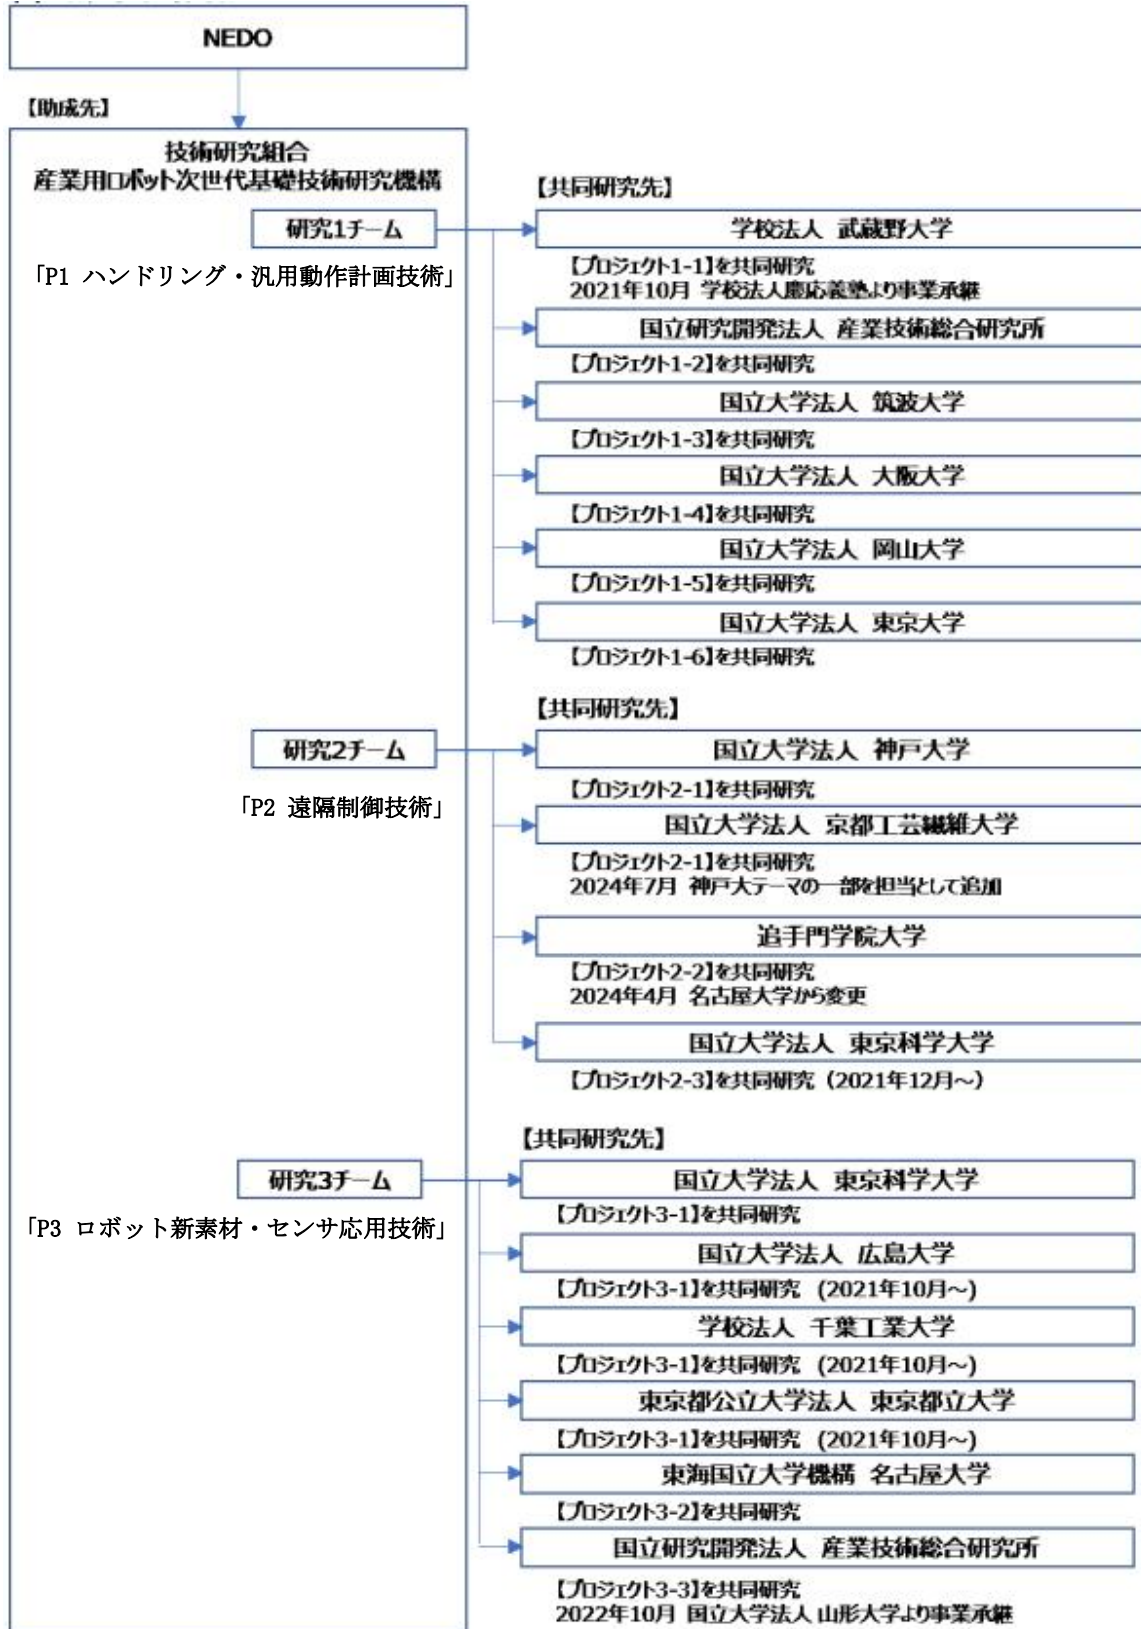 NEDO
【助成先】
技術研究組合
産業用ロボット次世代基礎技術研究機構
研究1チーム
「P1 ハンドリング・汎用動作計画技術」
【共同研究先】
学校法人 武蔵野大学
【プロジェクト1-1】を共同研究
2021年10月 学校法人慶応義塾より事業承継
国立研究開発法人 産業技術総合研究所
【プロジェクト1-2】を共同研究
国立大学法人 筑波大学
【プロジェクト1-3】を共同研究
国立大学法人 大阪大学
【プロジェクト1-4】を共同研究
国立大学法人 岡山大学
【プロジェクト1-5】を共同研究
国立大学法人 東京大学
【プロジェクト1-6】を共同研究
研究2チーム
「P2 遠隔制御技術」
【共同研究先】
国立大学法人 神戸大学
【プロジェクト2-1】を共同研究
国立大学法人 京都工芸繊維大学
【プロジェクト2-1】を共同研究
2024年7月 神戸大テーマの一部を担当として追加
追手門学院大学
【プロジェクト2-2】を共同研究
2024年4月 名古屋大学から変更
国立大学法人 東京科学大学
【プロジェクト2-3】を共同研究（2021年12月～）
研究3チーム
「P3 ロボット新素材・センサ応用技術」
【共同研究先】
国立大学法人 東京科学大学
【プロジェクト3-1】を共同研究
国立大学法人 広島大学
【プロジェクト3-1】を共同研究 (2021年10月～)
学校法人 千葉工業大学
【プロジェクト3-1】を共同研究 (2021年10月～)
東京都公立大学法人 東京都立大学
【プロジェクト3-1】を共同研究 (2021年10月～)
東海国立大学機構 名古屋大学
【プロジェクト3-2】を共同研究
国立研究開発法人 産業技術総合研究所
【プロジェクト3-3】を共同研究
2022年10月 国立大学法人 山形大学より事業承継